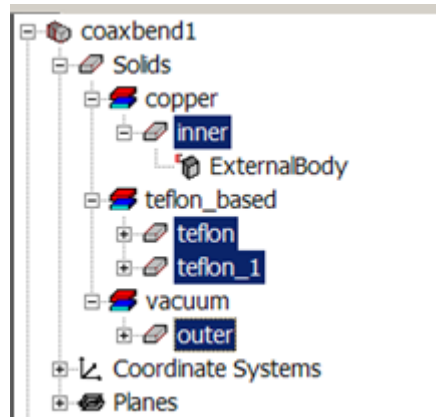 coaxbend1
Solids
copper
inner
ExternalBody
teflon_based
teflon
teflon_1
vacuum
outer
Coordinate Systems
Planes